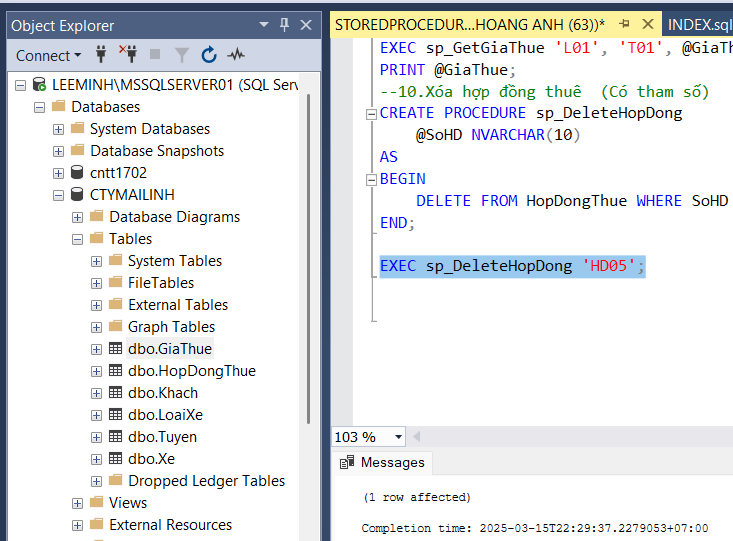 Object Explorer
Connect
LEEMINH\MSSQLSERVER01 (SQL Serv
Databases
System Databases
Database Snapshots
cntt1702
CTYMAILINH
Database Diagrams
Tables
System Tables
FileTables
External Tables
Graph Tables
dbo.GiaThue
dbo.HopDongThue
dbo.Khach
dbo.LoaiXe
dbo.Tuyen
dbo.Xe
Dropped Ledger Tables
Views
External Resources
STOREDPROCEDUR...HOANG ANH (63))*
INDEX.sql
EXEC sp_GetGiaThue 'L01', 'T01', @GiaTh
PRINT @GiaThue;
--10.Xóa hợp đồng thuê  (Có tham số)
CREATE PROCEDURE sp_DeleteHopDong
@SoHD NVARCHAR(10)
AS
BEGIN
DELETE FROM HopDongThue WHERE SoHD
END;
EXEC sp_DeleteHopDong 'HD05';
103 %
Messages
(1 row affected)
Completion time: 2025-03-15T22:29:37.2279053+07:00